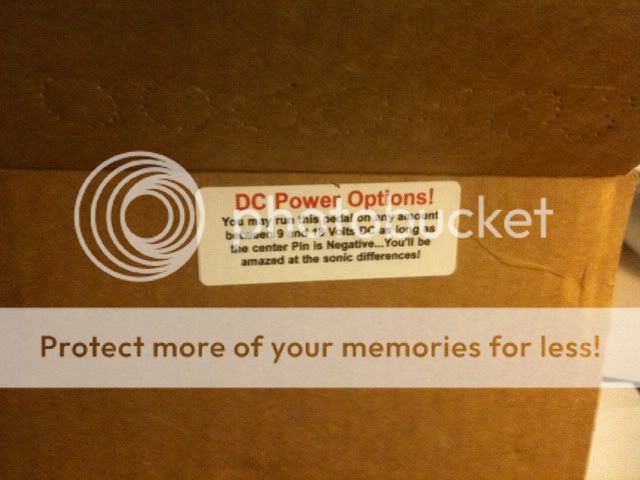 DC Power Options!
You may run this pedal on any amount
between 9 and 18 Volts DC as long as
the center Pin is Negative...You'll be
amazed at the sonic differences!
photobucket
Protect more of your memories for less!